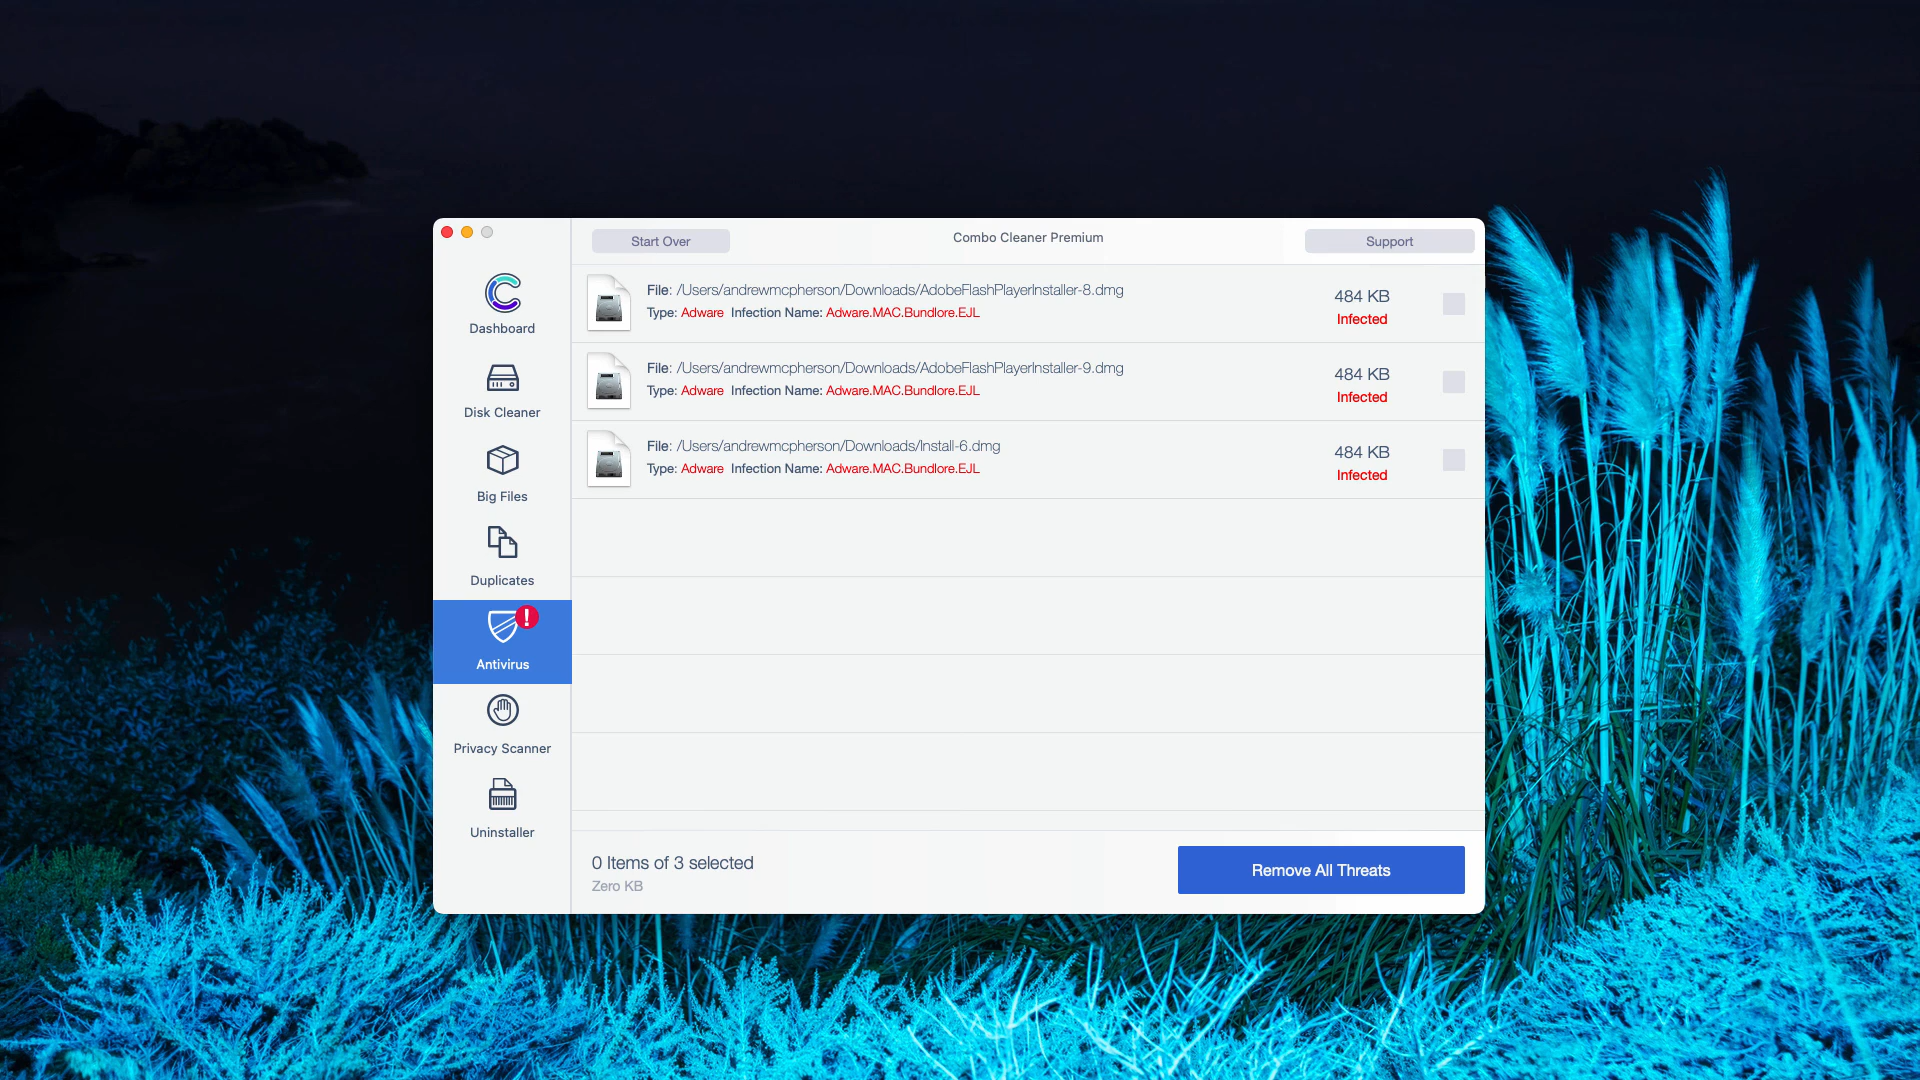 Start Over
Combo Cleaner Premium
Support
Dashboard
Disk Cleaner
Big Files
Duplicates
!
Antivirus
Privacy Scanner
Uninstaller
File: /Users/andrewmcpherson/Downloads/AdobeFlashPlayerInstaller-8.dmg
Type: Adware Infection Name: Adware.MAC.Bundlore.EJL
484 KB
Infected
File: /Users/andrewmcpherson/Downloads/AdobeFlashPlayerInstaller-9.dmg
Type: Adware Infection Name: Adware.MAC.Bundlore.EJL
484 KB
Infected
File: /Users/andrewmcpherson/Downloads/Install-6.dmg
Type: Adware Infection Name: Adware.MAC.Bundlore.EJL
484 KB
Infected
0 Items of 3 selected
Zero KB
Remove All Threats